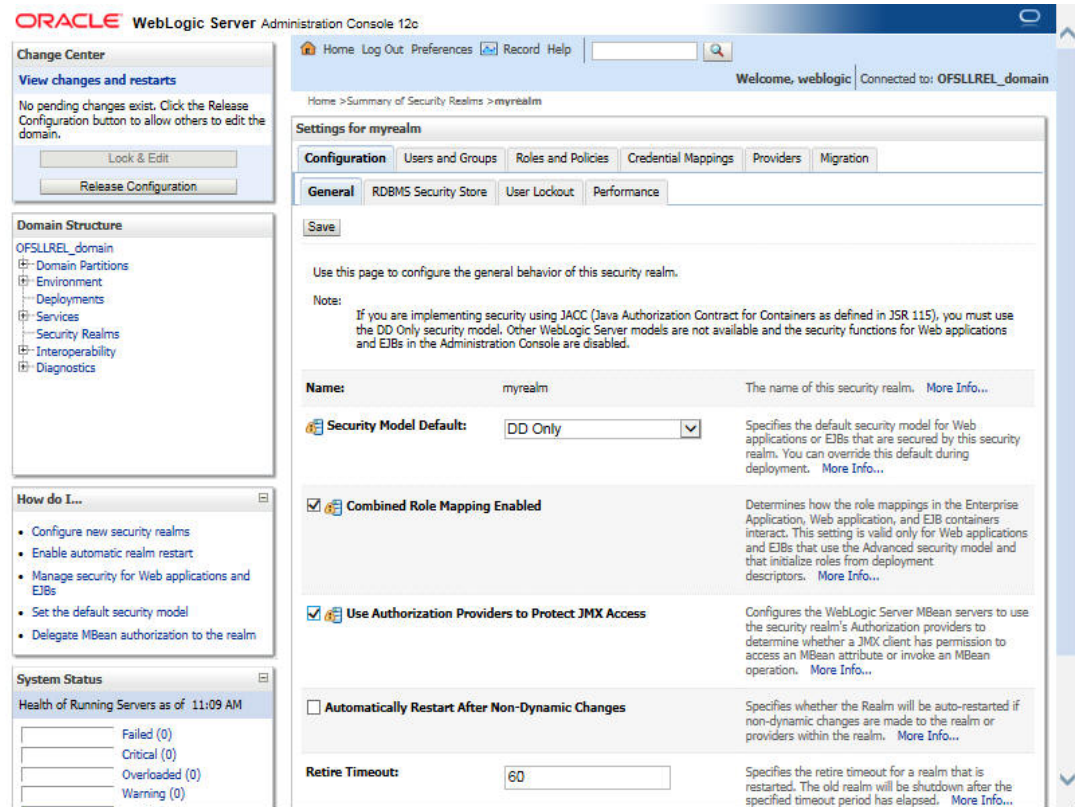 ORACLE WebLogic Server Administration Console 12c
Change Center
View changes and restarts
No pending changes exist. Click the Release
Configuration button to allow others to edit the
domain.
Lock & Edit
Release Configuration
Domain Structure
OFSLLREL_domain
Domain Partitions
Environment
Deployments
Services
Security Realms
Interoperability
Diagnostics
How do I...
Configure new security realms
Enable automatic realm restart
Manage security for Web applications and
EJBs
Set the default security model
Delegate MBean authorization to the realm
System Status
Health of Running Servers as of 11:09 AM
Failed (0)
Critical (0)
Overloaded (0)
Warning (0)
Home Log Out Preferences Record Help
Welcome, weblogic Connected to: OFSLLREL_domain
Home >Summary of Security Realms >myrealm
Settings for myrealm
Configuration Users and Groups Roles and Policies Credential Mappings Providers Migration
General RDBMS Security Store User Lockout Performance
Save
Use this page to configure the general behavior of this security realm.
Note:
If you are implementing security using JACC (Java Authorization Contract for Containers as defined in JSR 115), you must use
the DD Only security model. Other WebLogic Server models are not available and the security functions for Web applications
and EJBs in the Administration Console are disabled.
Name: myrealm The name of this security realm. More Info...
Security Model Default: DD Only
Specifies the default security model for Web
applications or EJBs that are secured by this security
realm. You can override this default during
deployment. More Info...
Combined Role Mapping Enabled
Determines how the role mappings in the Enterprise
Application, Web application, and EJB containers
interact. This setting is valid only for Web applications
and EJBs that use the Advanced security model and
that initialize roles from deployment
descriptors. More Info...
Use Authorization Providers to Protect JMX Access
Configures the WebLogic Server MBean servers to use
the security realm's Authorization providers to
determine whether a JMX client has permission to
access an MBean attribute or invoke an MBean
operation. More Info...
Automatically Restart After Non-Dynamic Changes
Specifies whether the Realm will be auto-restarted if
non-dynamic changes are made to the realm or
providers within the realm. More Info...
Retire Timeout: 60
Specifies the retire timeout for a realm that is
restarted. The old realm will be shutdown after the
specified timeout period has elapsed. More Info...